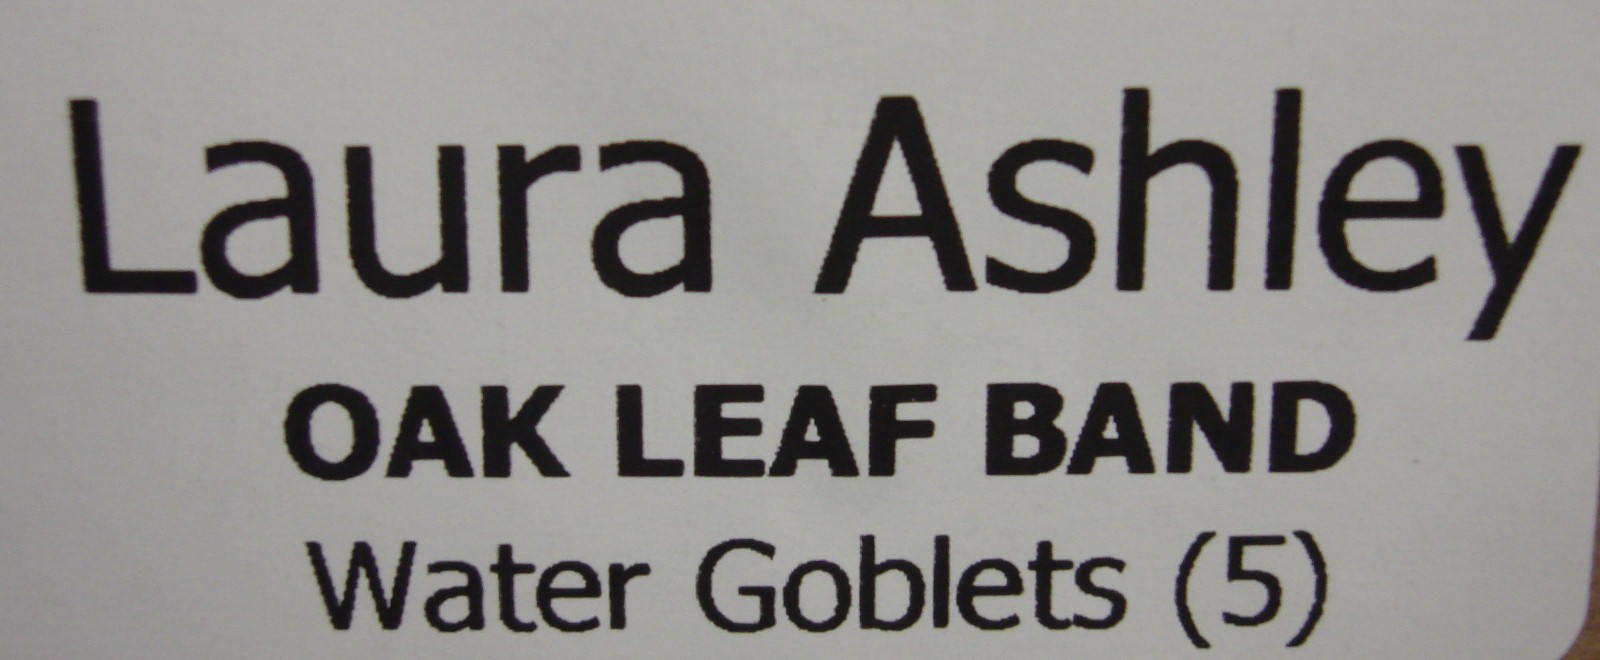 Laura Ashley
OAK LEAF BAND
Water Goblets (5)